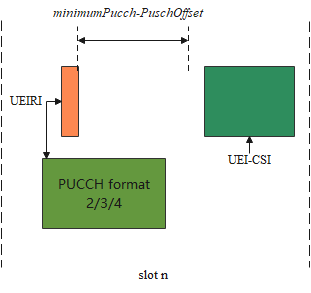 minimumPucch-PuschOffset
UEIRI
UEI-CSI
PUCCH format
2/3/4
slot n